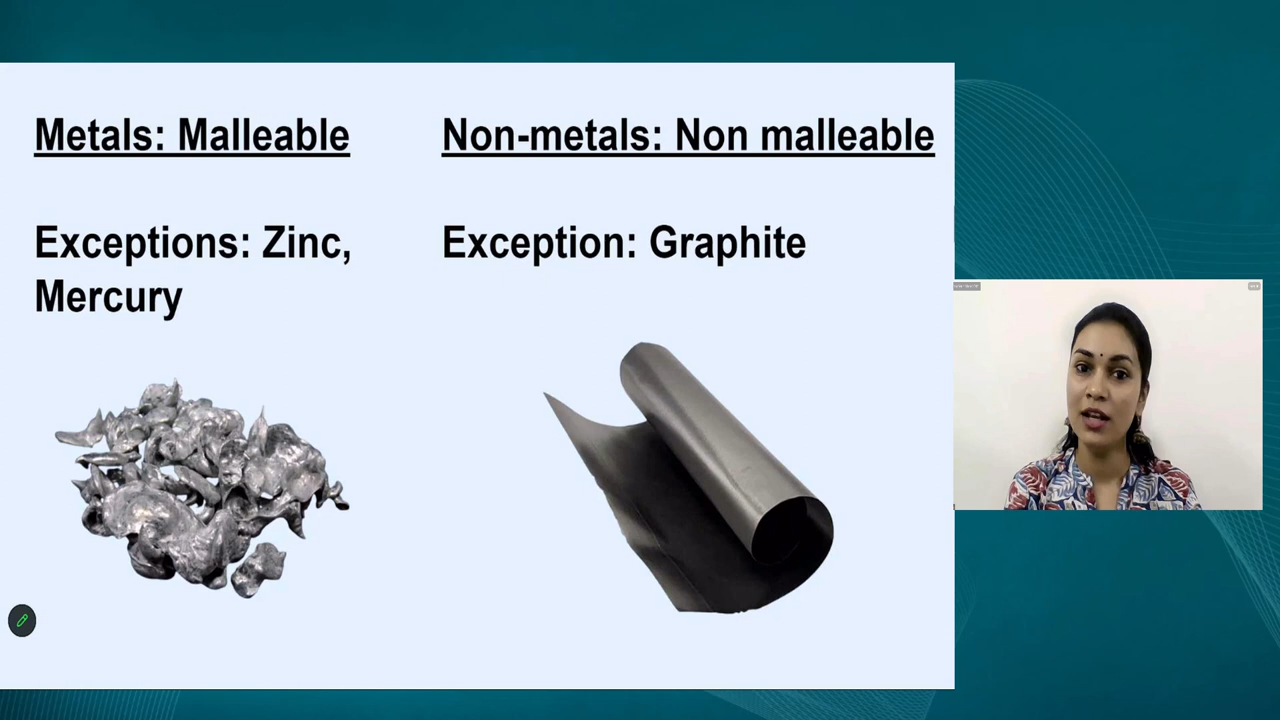 Metals: Malleable
Exceptions: Zinc,
Mercury
Non-metals: Non malleable
Exception: Graphite